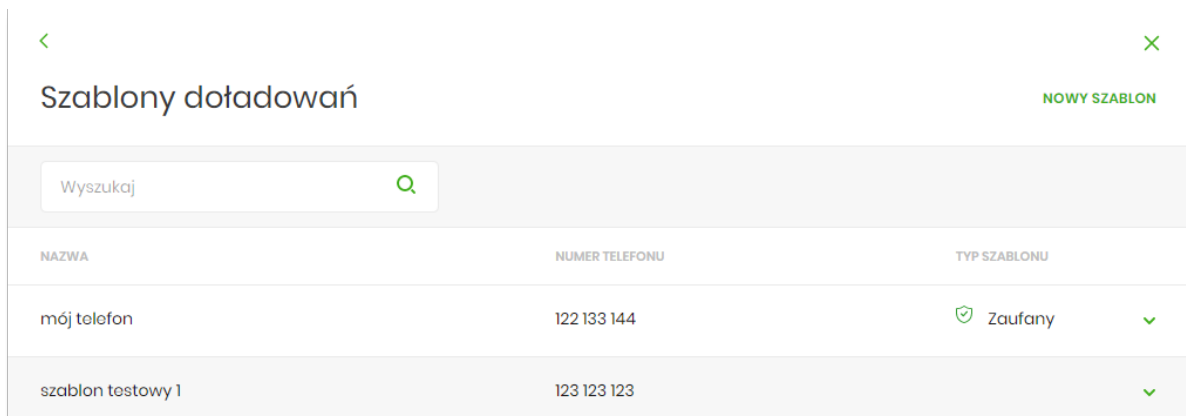 Szablony doładowań
NOWY SZABLON
Wyszukaj
NAZWA NUMER TELEFONU TYP SZABLONU
mój telefon 122 133 144 Zaufany
szablon testowy 1 123 123 123